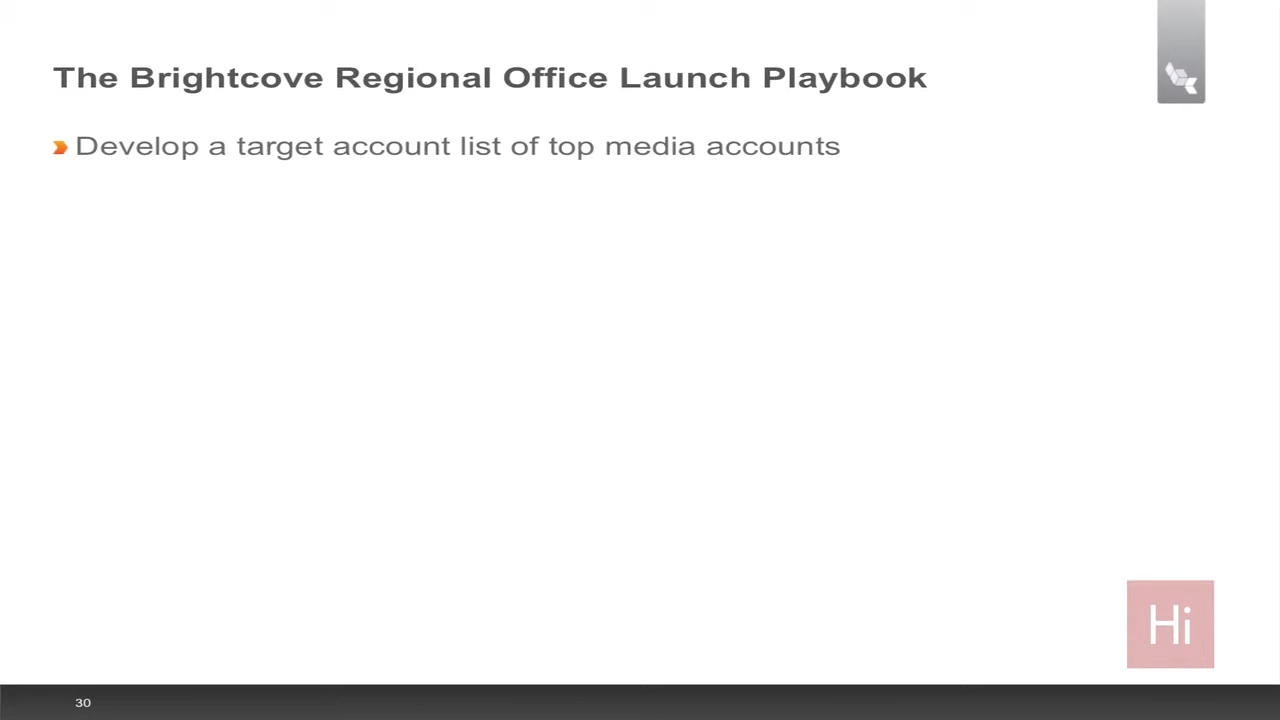 The Brightcove Regional Office Launch Playbook
Develop a target account list of top media accounts
Hi
30